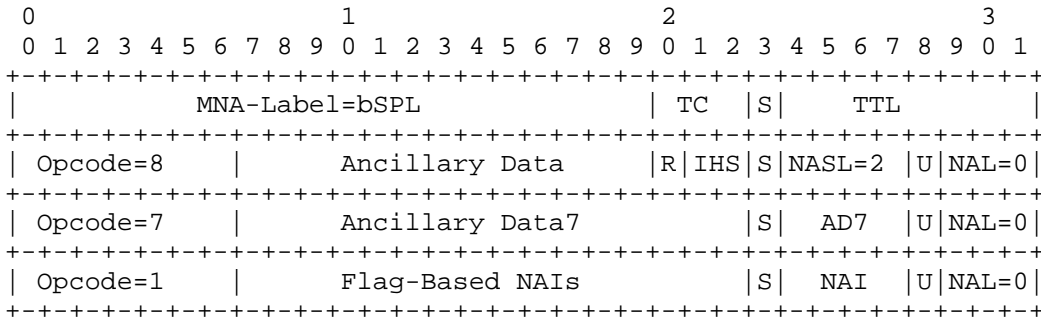 0                   1                   2                   3
0 1 2 3 4 5 6 7 8 9 0 1 2 3 4 5 6 7 8 9 0 1 2 3 4 5 6 7 8 9 0 1
+-+-+-+-+-+-+-+-+-+-+-+-+-+-+-+-+-+-+-+-+-+-+-+-+-+-+-+-+-+-+-+-+
|           MNA-Label=bSPL              | TC  |S|    TTL        |
+-+-+-+-+-+-+-+-+-+-+-+-+-+-+-+-+-+-+-+-+-+-+-+-+-+-+-+-+-+-+-+-+
| Opcode=8    |      Ancillary Data     |R|IHS|S|NASL=2 |U|NAL=0|
+-+-+-+-+-+-+-+-+-+-+-+-+-+-+-+-+-+-+-+-+-+-+-+-+-+-+-+-+-+-+-+-+
| Opcode=7    |      Ancillary Data7          |S|  AD7  |U|NAL=0|
+-+-+-+-+-+-+-+-+-+-+-+-+-+-+-+-+-+-+-+-+-+-+-+-+-+-+-+-+-+-+-+-+
| Opcode=1    |      Flag-Based NAIs          |S|  NAI  |U|NAL=0|
+-+-+-+-+-+-+-+-+-+-+-+-+-+-+-+-+-+-+-+-+-+-+-+-+-+-+-+-+-+-+-+-+